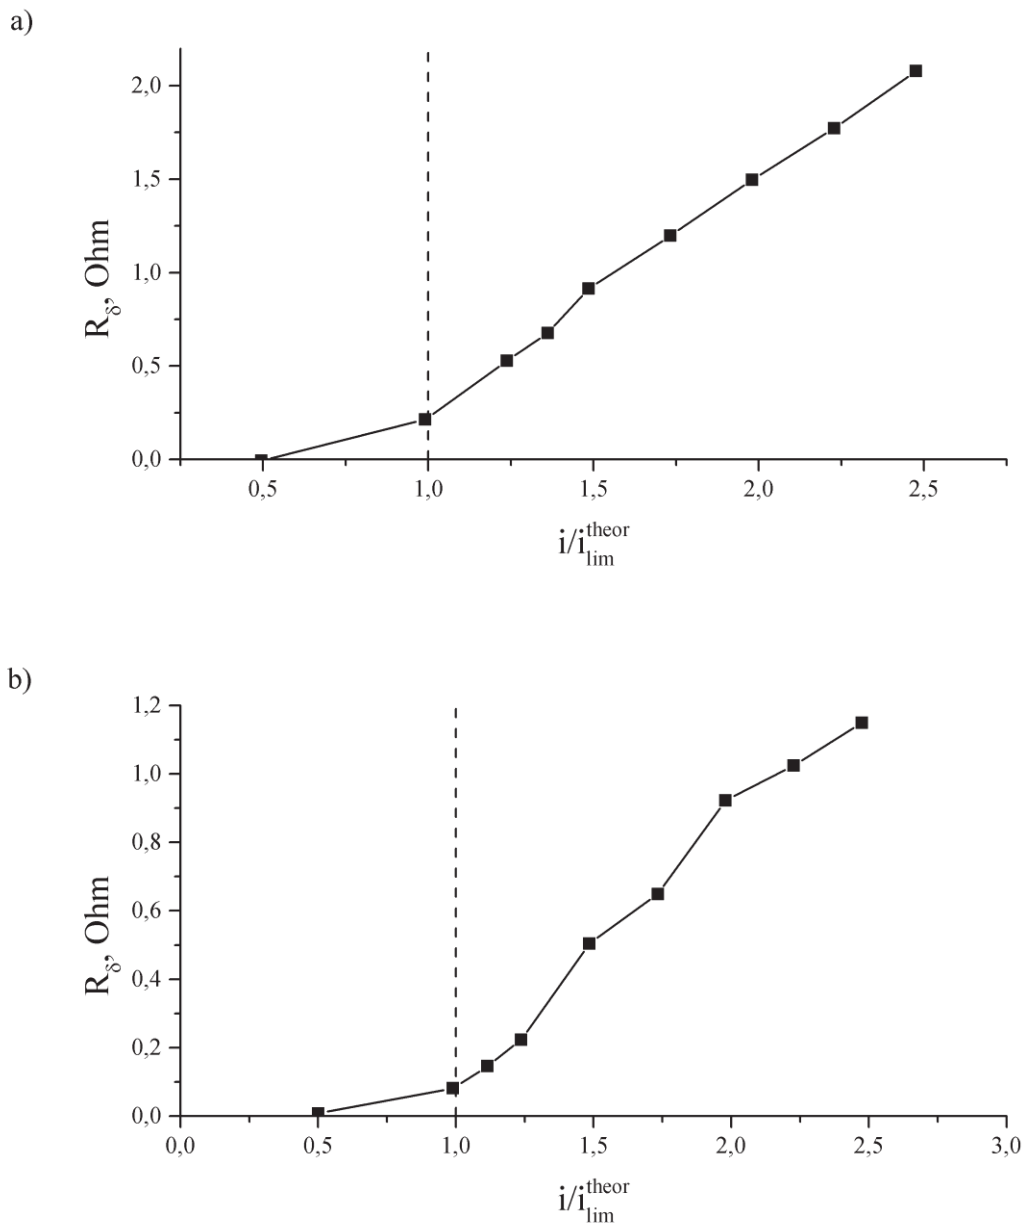 a)
2,0
1,5
1,0
0,5
0,0
R_δ, Ohm
0,5 1,0 1,5 2,0 2,5
i/i_lim^theor
b)
1,2
1,0
0,8
0,6
0,4
0,2
0,0
R_δ, Ohm
0,0 0,5 1,0 1,5 2,0 2,5 3,0
i/i_lim^theor